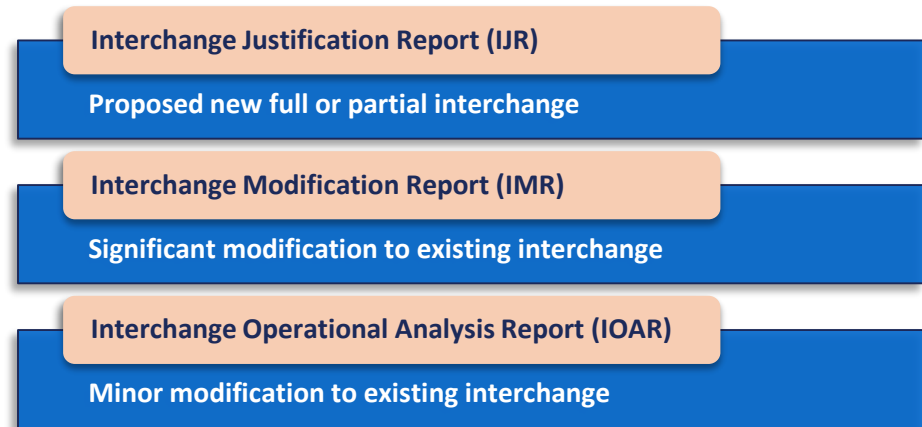 Interchange Justification Report (IJR)
Proposed new full or partial interchange
Interchange Modification Report (IMR)
Significant modification to existing interchange
Interchange Operational Analysis Report (IOAR)
Minor modification to existing interchange